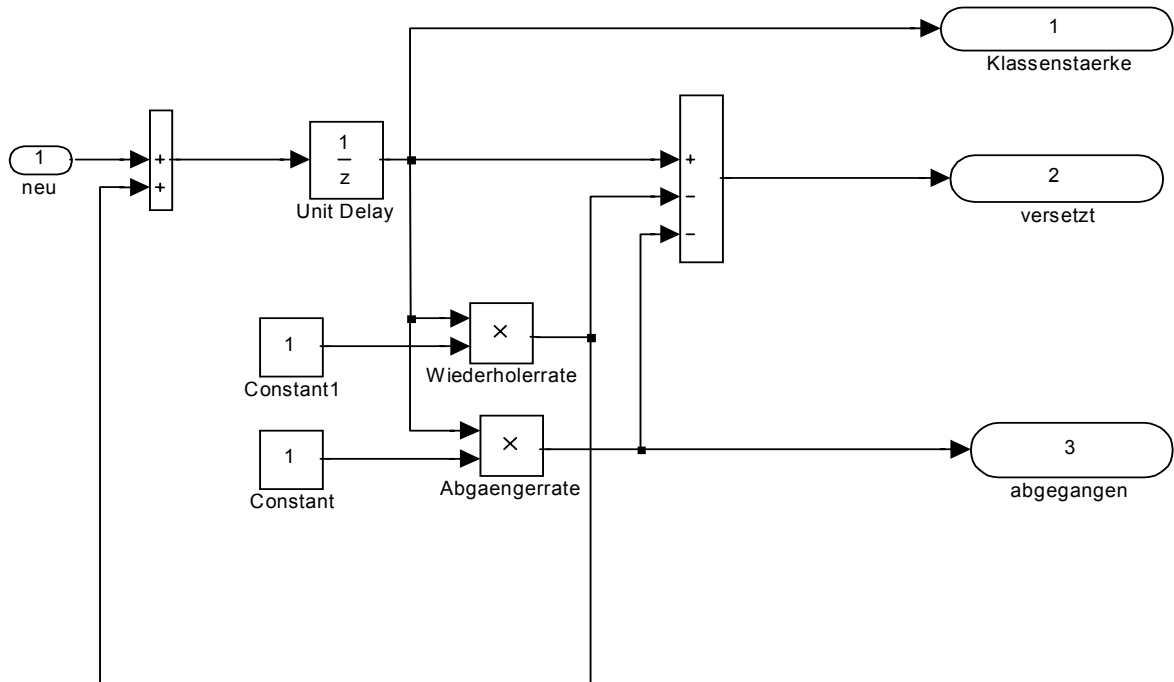 1
Klassenstaerke
1
neu
+
+
1
z
Unit Delay
+
−
−
2
versetzt
1
Constant1
×
Wiederholerrate
1
Constant
×
Abgaengerrate
3
abgegangen